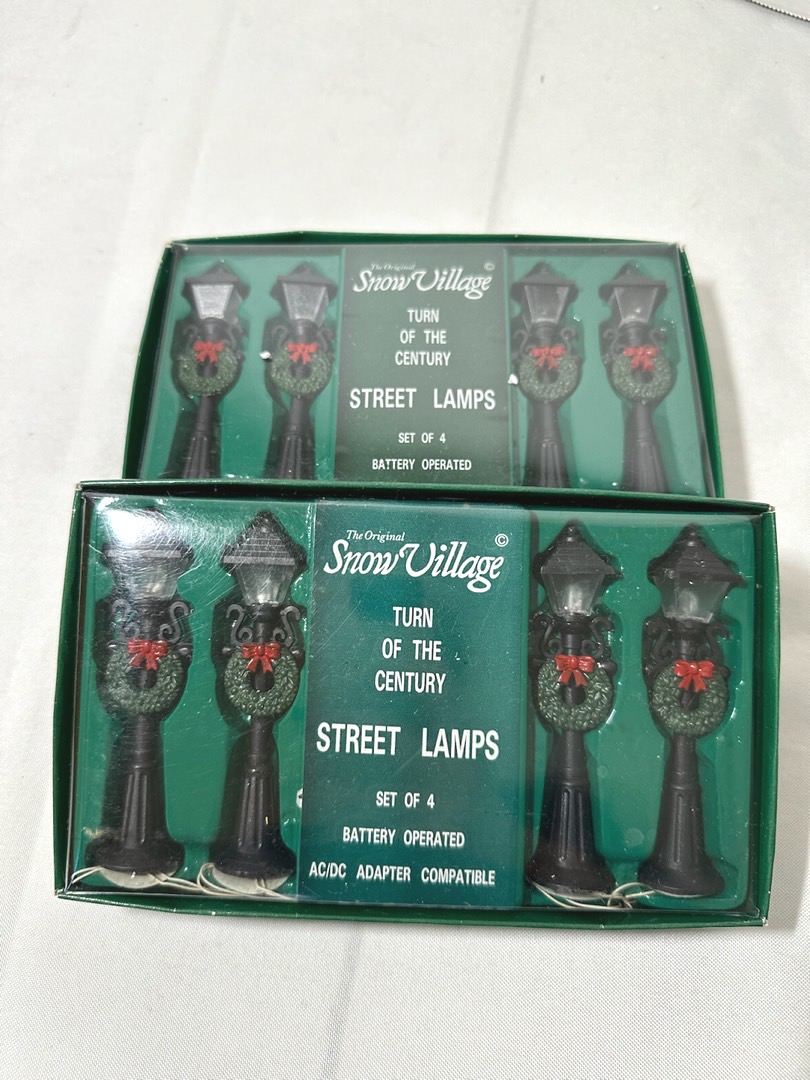 The Original
Snow Village ©
TURN
OF THE
CENTURY
STREET LAMPS
SET OF 4
BATTERY OPERATED
The Original
Snow Village ©
TURN
OF THE
CENTURY
STREET LAMPS
SET OF 4
BATTERY OPERATED
AC/DC ADAPTER COMPATIBLE